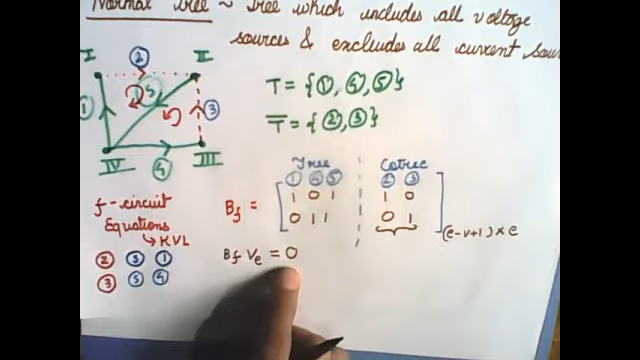 Normal Tree ~ Tree which includes all voltage
sources & excludes all current sour
I
II
2
1
5
3
IV
III
4
T = {①, ④, ⑤}
T̅ = {②, ③}
Tree
Cotree
① ④ ⑤ ② ③
Bf = [ 1 0 1 1 0
0 1 1 0 1 ] (e-v+1) × e
f-circuit
Equations
↳ KVL
② ⑤ ①
③ ⑤ ④
Bf Ve = 0